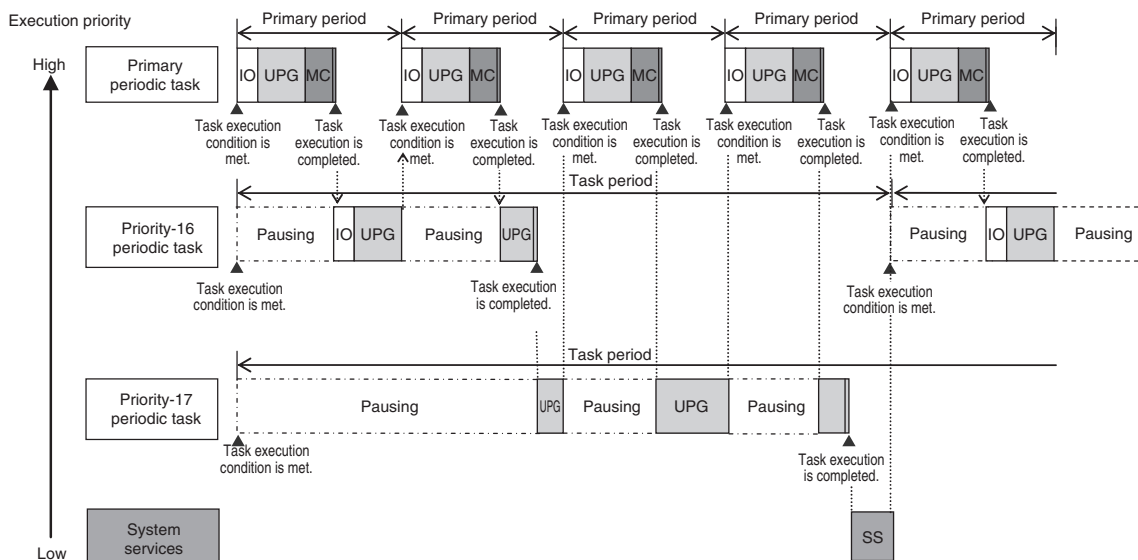 Execution priority
High
Low
Primary period
Primary period
Primary period
Primary period
Primary period
Primary
periodic task
IO UPG MC
IO UPG MC
IO UPG MC
IO UPG MC
IO UPG MC
Task execution
condition is
met.
Task
execution is
completed.
Task execution
condition is
met.
Task
execution is
completed.
Task execution
condition is
met.
Task
execution is
completed.
Task execution
condition is
met.
Task
execution is
completed.
Task execution
condition is
met.
Task
execution is
completed.
Task period
Priority-16
periodic task
Pausing IO UPG Pausing UPG
Pausing IO UPG Pausing
Task execution
condition is met.
Task execution
is completed.
Task execution
condition is met.
Task period
Priority-17
periodic task
Pausing UPG Pausing UPG Pausing
Task execution
condition is met.
Task execution
is completed.
System
services
SS